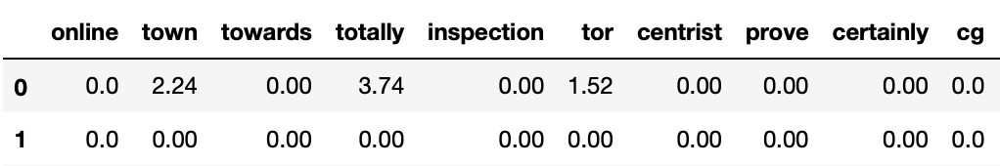 online town towards totally inspection tor centrist prove certainly cg
0 0.0 2.24 0.00 3.74 0.00 1.52 0.00 0.00 0.00 0.0
1 0.0 0.00 0.00 0.00 0.00 0.00 0.00 0.00 0.00 0.0